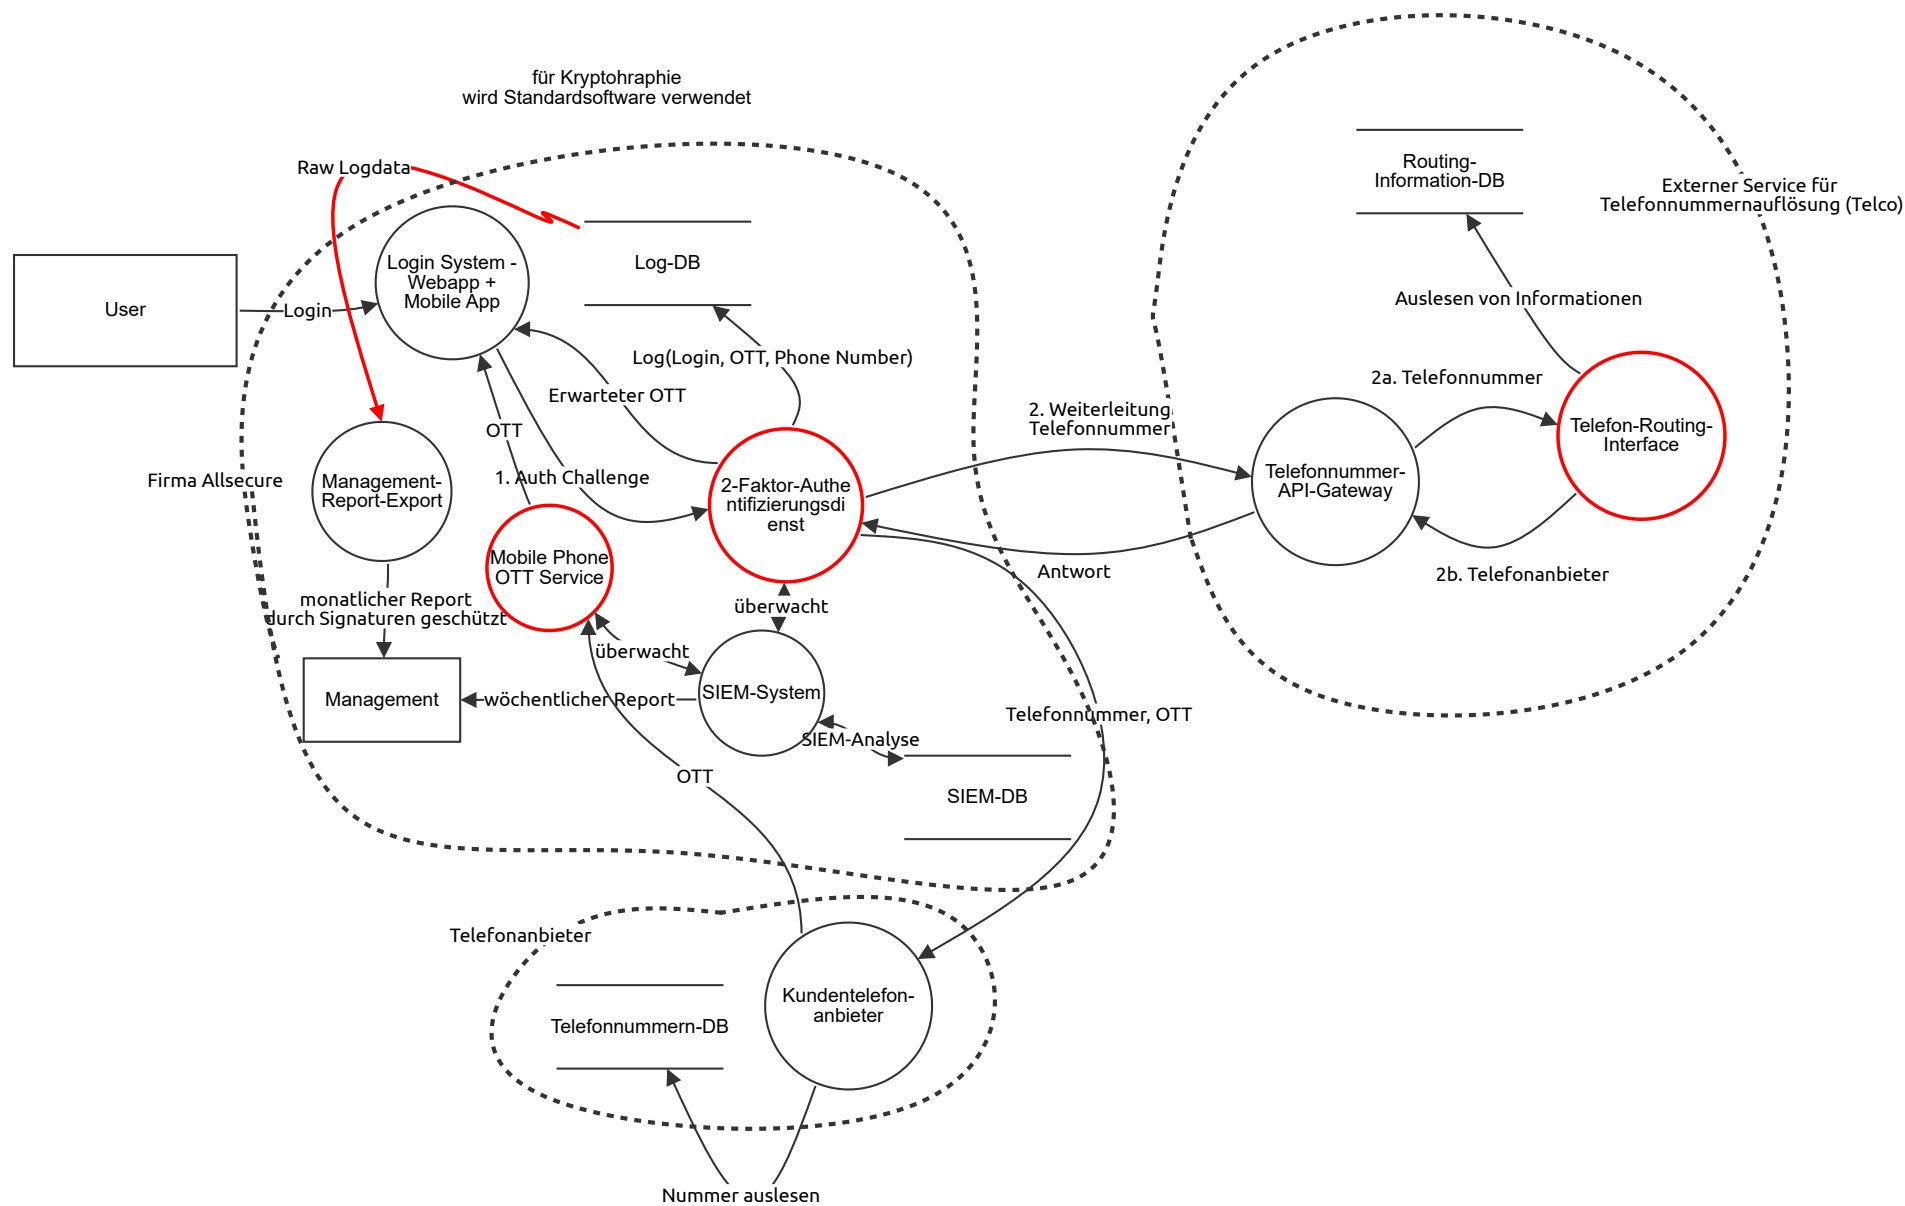 für Kryptohraphie
wird Standardsoftware verwendet
Raw Logdata
Routing-
Information-DB
Externer Service für
Telefonnummernauflösung (Telco)
User
Login
Login System -
Webapp +
Mobile App
Log-DB
Auslesen von Informationen
Log(Login, OTT, Phone Number)
Erwarteter OTT
OTT
1. Auth Challenge
2. Weiterleitung
Telefonnummer
2a. Telefonnummer
Telefon-Routing-
Interface
Firma Allsecure
Management-
Report-Export
2-Faktor-Authe
ntifizierungsdi
enst
Telefonnummer-
API-Gateway
Mobile Phone
OTT Service
Antwort
2b. Telefonanbieter
monatlicher Report
durch Signaturen geschützt
überwacht
überwacht
Management
wöchentlicher Report
SIEM-System
Telefonnummer, OTT
SIEM-Analyse
OTT
SIEM-DB
Telefonanbieter
Kundentelefon-
anbieter
Telefonnummern-DB
Nummer auslesen